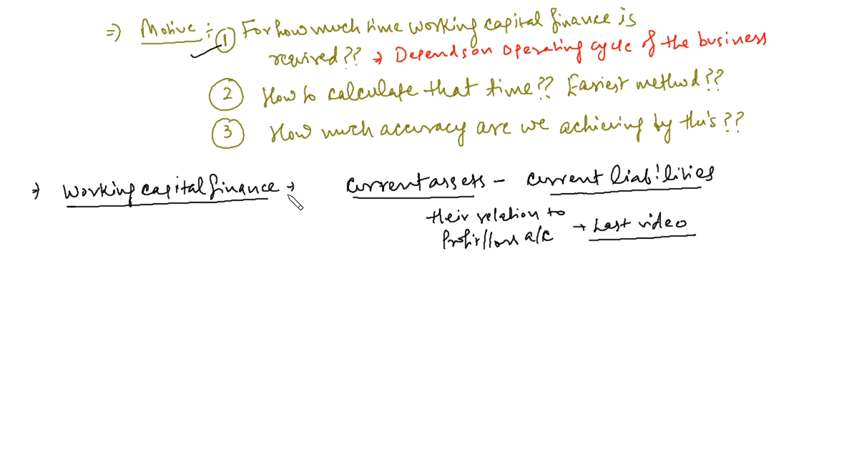 => Motive :- ① For how much time working capital finance is
required?? → Depends on operating cycle of the business
② How to calculate that time?? Easiest method??
③ How much accuracy are we achieving by this??
→ Working capital finance → current assets - current liabilities
their relation to
Profit/loss a/c → Last video